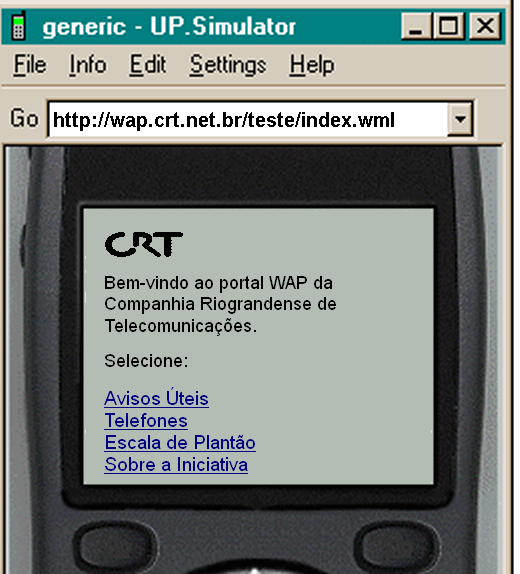 generic - UP.Simulator
File Info Edit Settings Help
Go http://wap.crt.net.br/teste/index.wml
CRT
Bem-vindo ao portal WAP da
Companhia Riograndense de
Telecomunicações.
Selecione:
Avisos Úteis
Telefones
Escala de Plantão
Sobre a Iniciativa